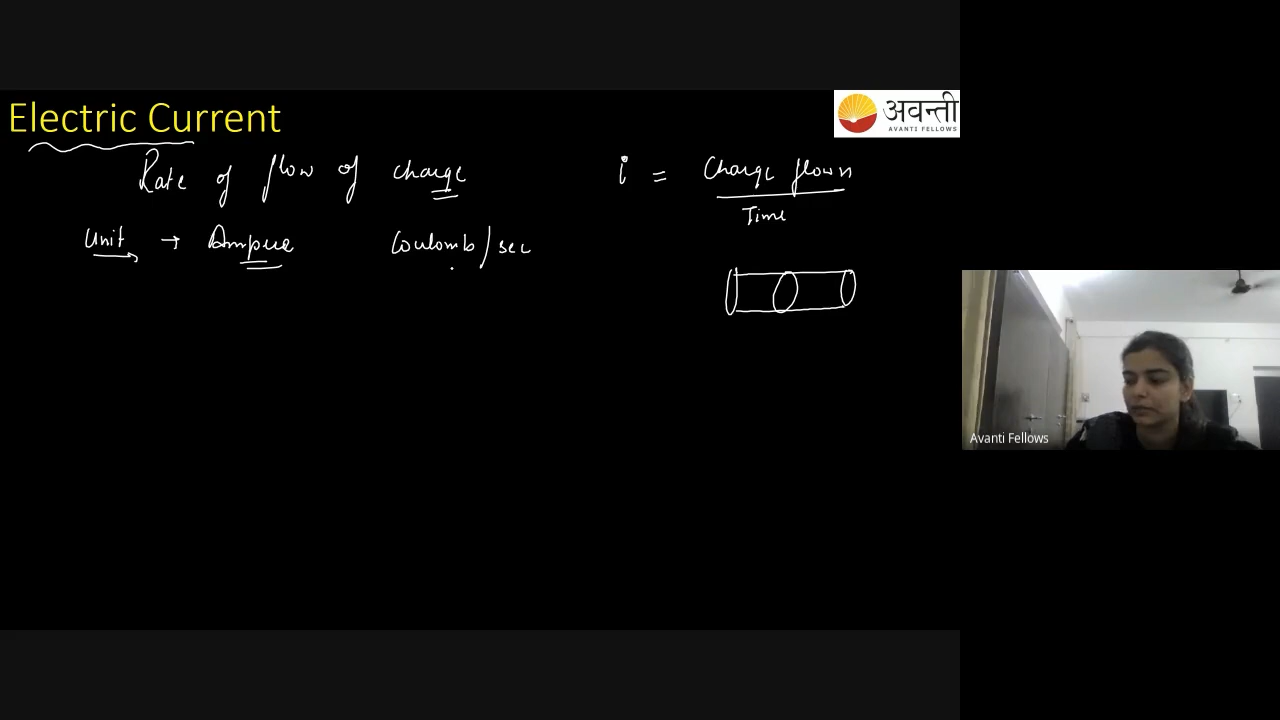 Electric Current
अवन्ती
AVANTI FELLOWS
Rate of flow of charge
i = Charge flown
Time
Unit → Ampere
Coulomb/sec
Avanti Fellows